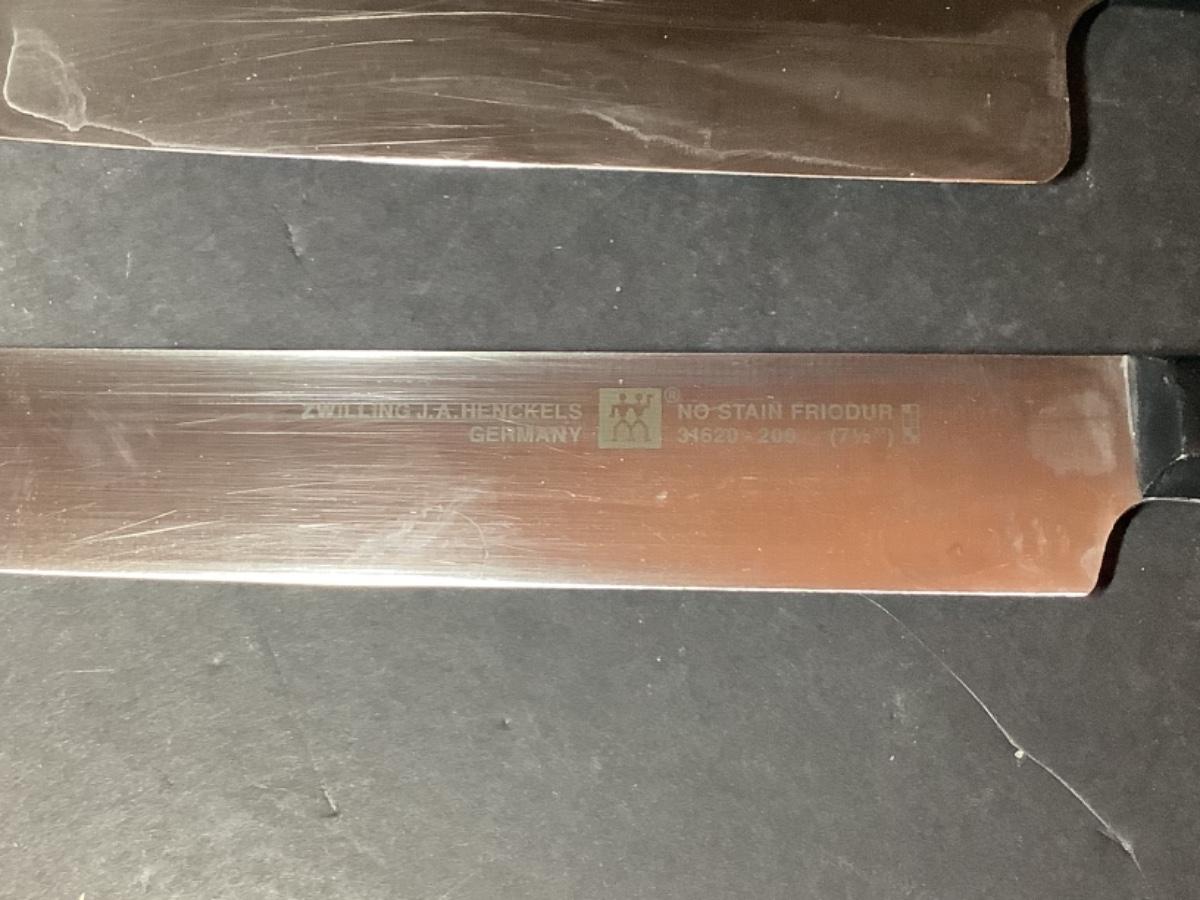 ZWILLING J.A.HENCKELS
GERMANY
® NO STAIN FRIODUR
31620 - 200 (7½")